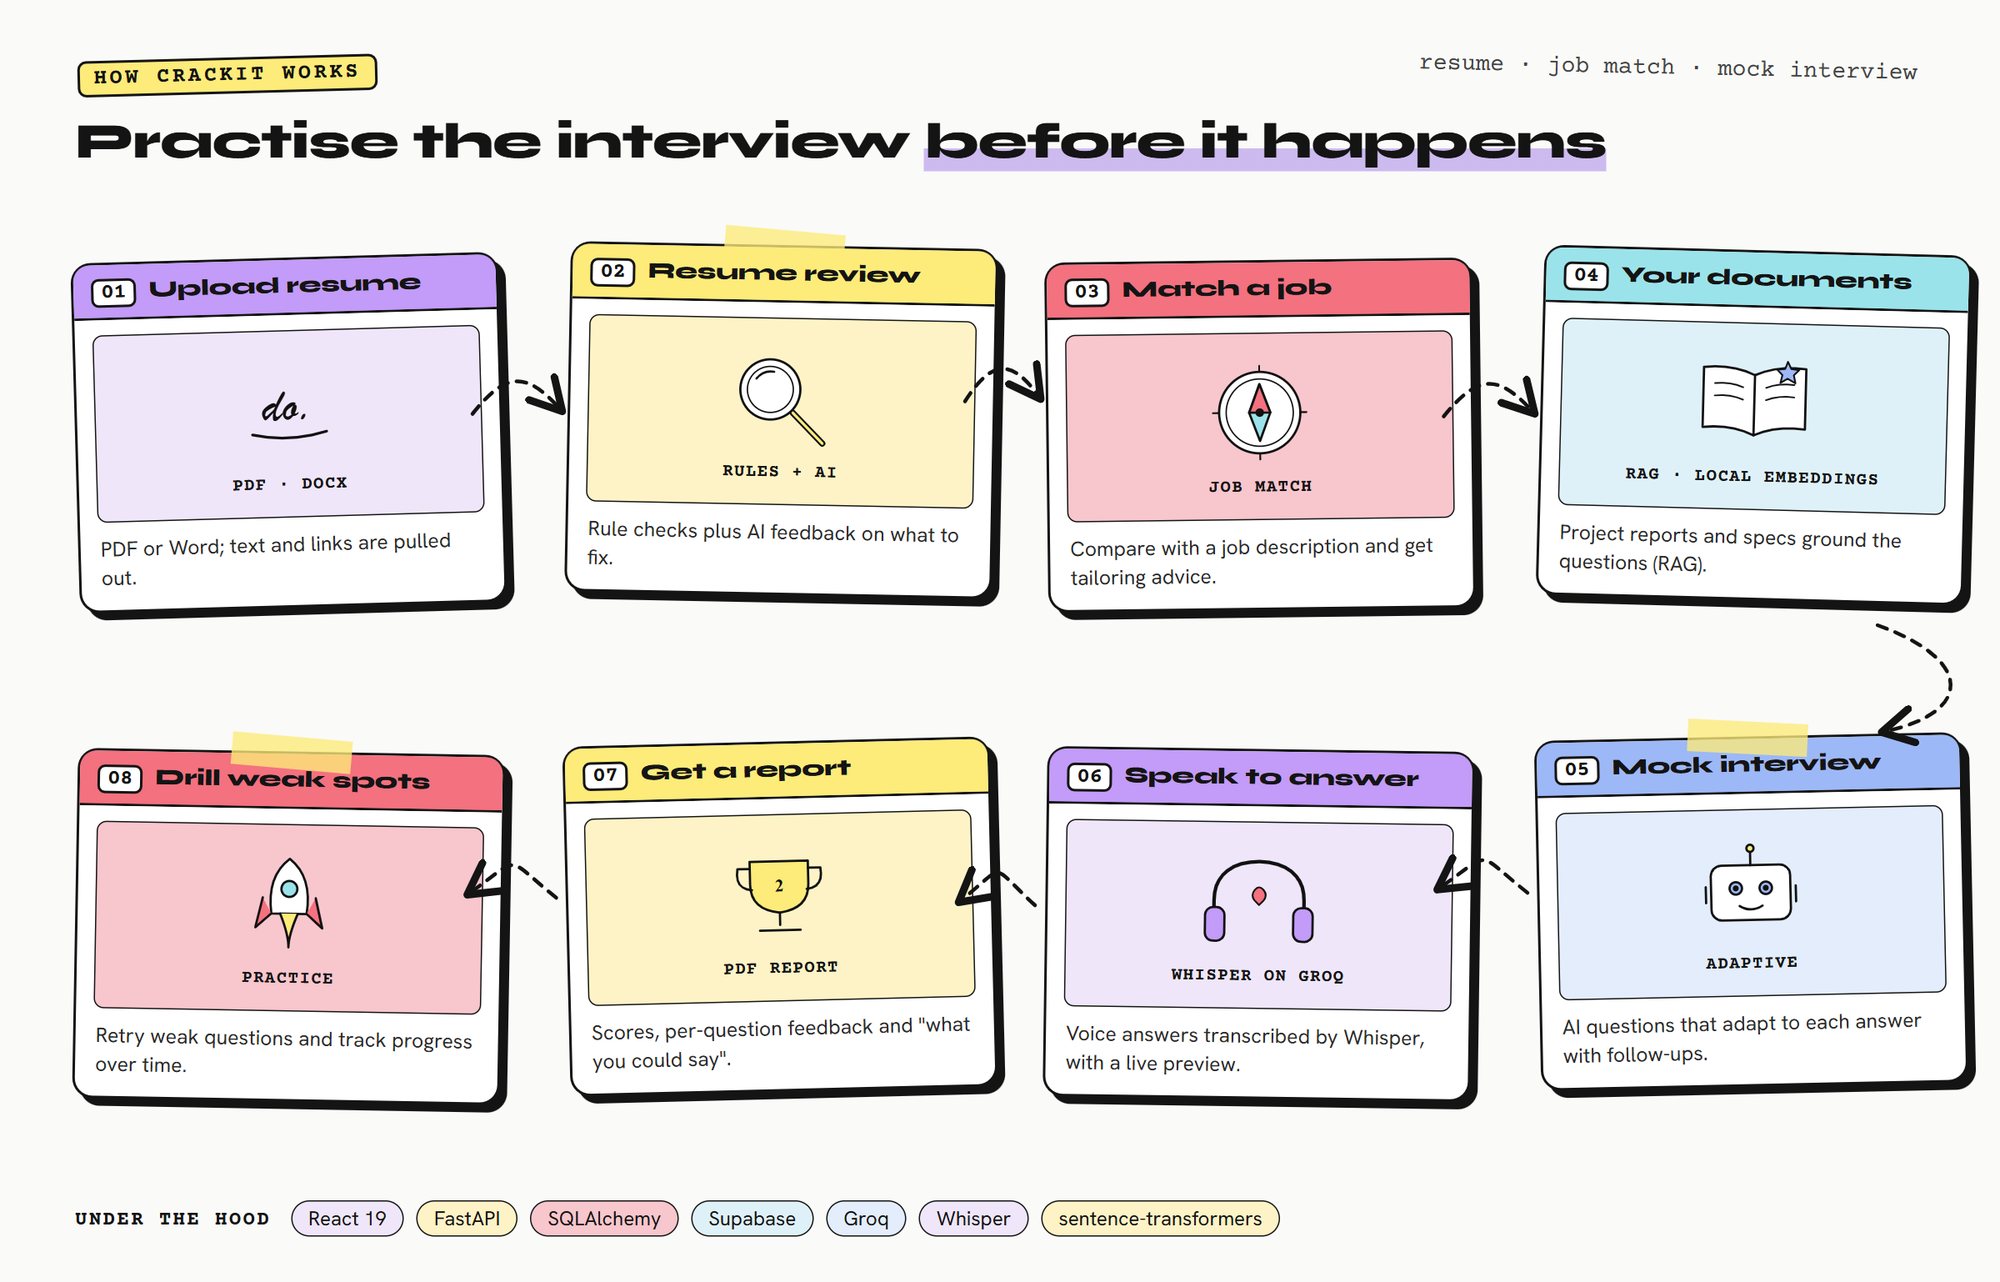 HOW CRACKIT WORKS
resume · job match · mock interview
Practise the interview before it happens
01 Upload resume
do.
PDF · DOCX
PDF or Word; text and links are pulled
out.
02 Resume review
RULES + AI
Rule checks plus AI feedback on what to
fix.
03 Match a job
JOB MATCH
Compare with a job description and get
tailoring advice.
04 Your documents
RAG · LOCAL EMBEDDINGS
Project reports and specs ground the
questions (RAG).
05 Mock interview
ADAPTIVE
AI questions that adapt to each answer
with follow-ups.
06 Speak to answer
WHISPER ON GROQ
Voice answers transcribed by Whisper,
with a live preview.
07 Get a report
2
PDF REPORT
Scores, per-question feedback and "what
you could say".
08 Drill weak spots
PRACTICE
Retry weak questions and track progress
over time.
UNDER THE HOOD React 19 FastAPI SQLAlchemy Supabase Groq Whisper sentence-transformers